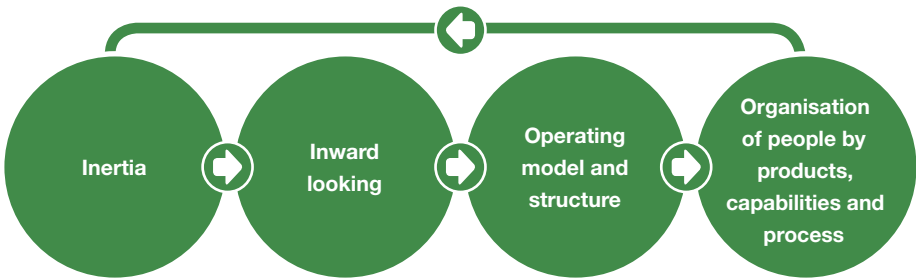 Inertia
Inward
looking
Operating
model and
structure
Organisation
of people by
products,
capabilities and
process